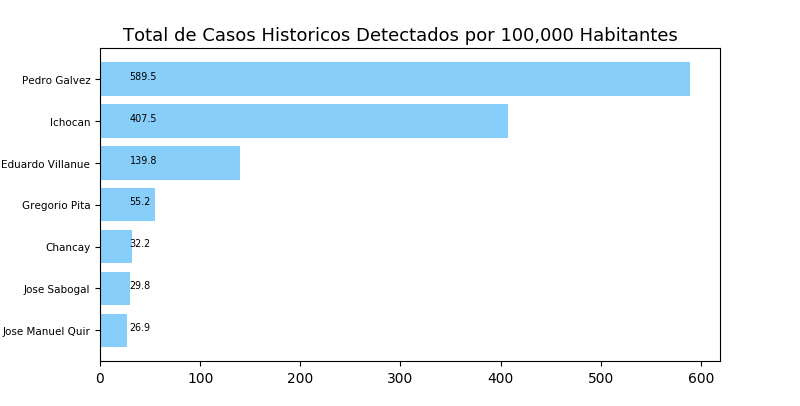 Total de Casos Historicos Detectados por 100,000 Habitantes
Pedro Galvez 589.5
Ichocan 407.5
Eduardo Villanue 139.8
Gregorio Pita 55.2
Chancay 32.2
Jose Sabogal 29.8
Jose Manuel Quir 26.9
0 100 200 300 400 500 600